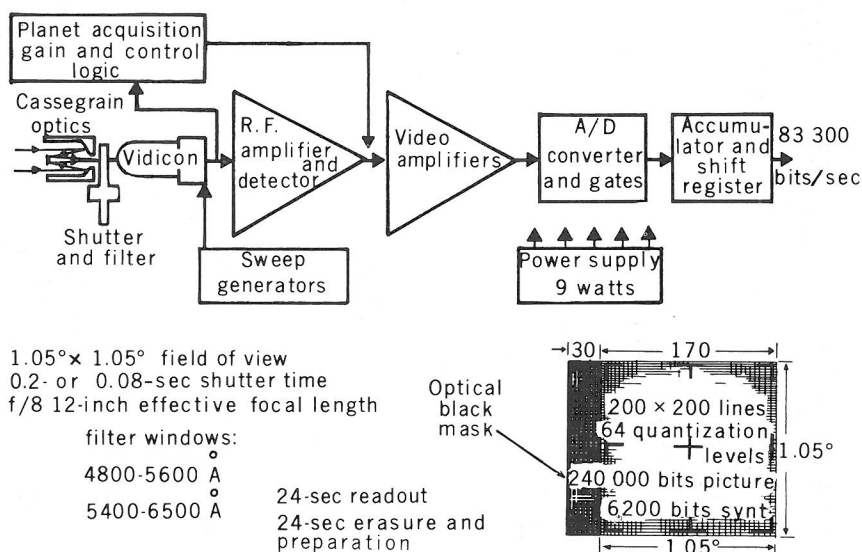 Planet acquisition
gain and control
logic
Cassegrain
optics
Vidicon
Shutter
and filter
R.F.
amplifier
and
detector
Sweep
generators
Video
amplifiers
A/D
converter
and gates
Accumu-
lator and
shift
register
83 300
bits/sec
Power supply
9 watts
1.05°× 1.05° field of view
0.2- or 0.08-sec shutter time
f/8 12-inch effective focal length
filter windows:
4800-5600 Å
5400-6500 Å
24-sec readout
24-sec erasure and
preparation
Optical
black
mask
30
170
200 × 200 lines
64 quantization
levels
240 000 bits picture
6,200 bits synt.
1.05°
1.05°